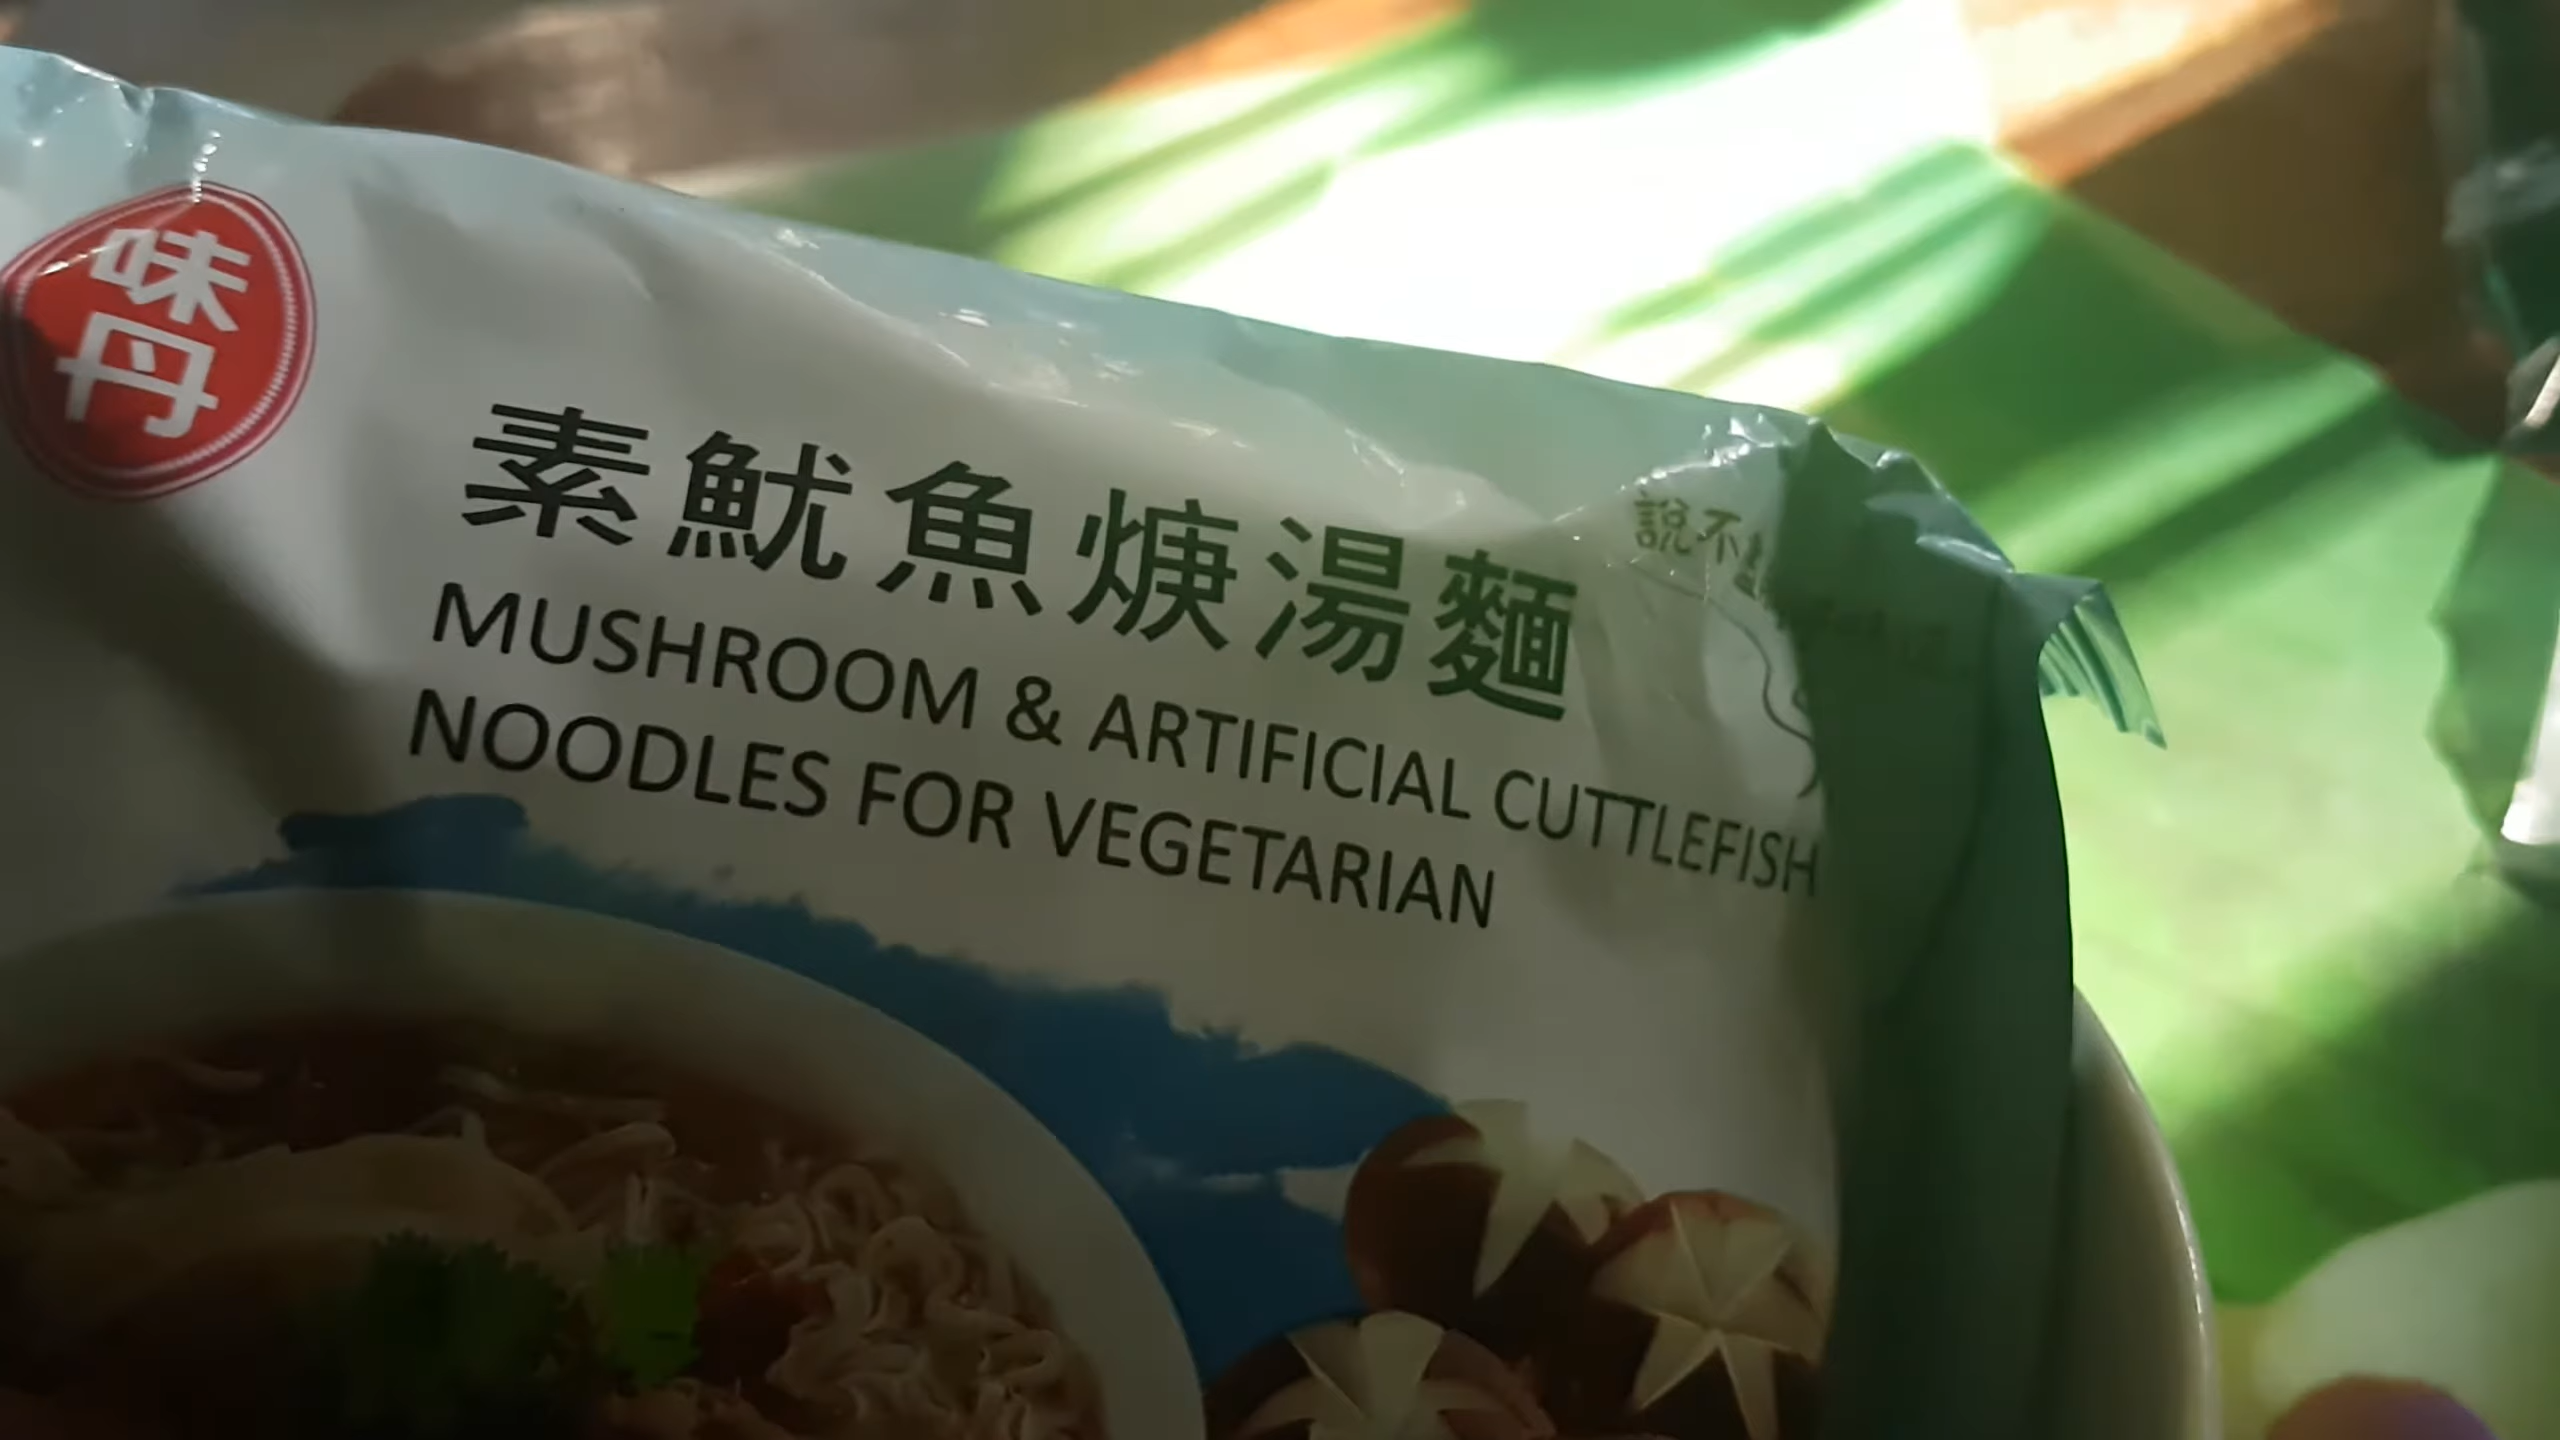 味丹
素魷魚焿湯麵
說不
MUSHROOM & ARTIFICIAL CUTTLEFISH
NOODLES FOR VEGETARIAN